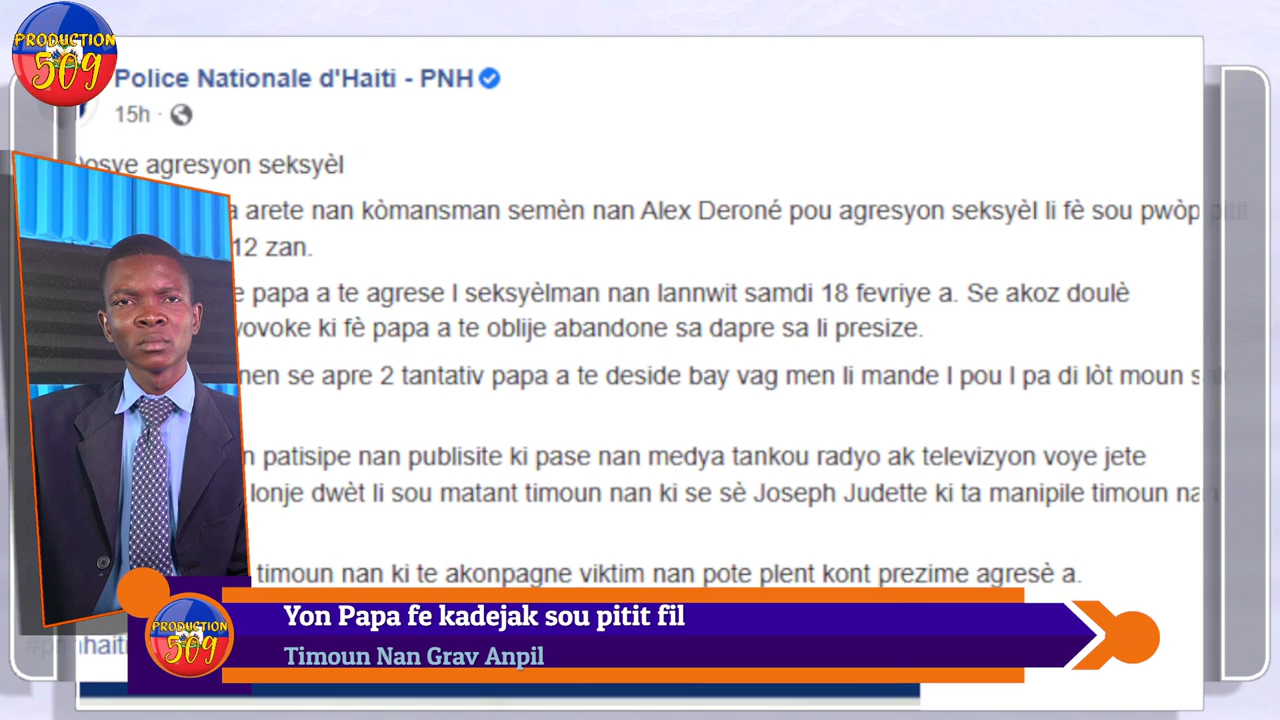 PRODUCTION
509
Police Nationale d'Haiti - PNH
15h ·
agresyon seksyèl
a arete nan kòmansman semèn nan Alex Deroné pou agresyon seksyèl li fè sou pwòp pitit
12 zan.
e papa a te agrese l seksyèlman nan lannwit samdi 18 fevriye a. Se akoz doulè
vovoke ki fè papa a te oblije abandone sa dapre sa li presize.
nen se apre 2 tantativ papa a te deside bay vag men li mande l pou l pa di lòt moun
n patisipe nan publisite ki pase nan medya tankou radyo ak televizyon voye jete
lonje dwèt li sou matant timoun nan ki se sè Joseph Judette ki ta manipile timoun nan
timoun nan ki te akonpagne viktim nan pote plent kont prezime agresè a.
Yon Papa fe kadejak sou pitit fil
PRODUCTION
509
Timoun Nan Grav Anpil